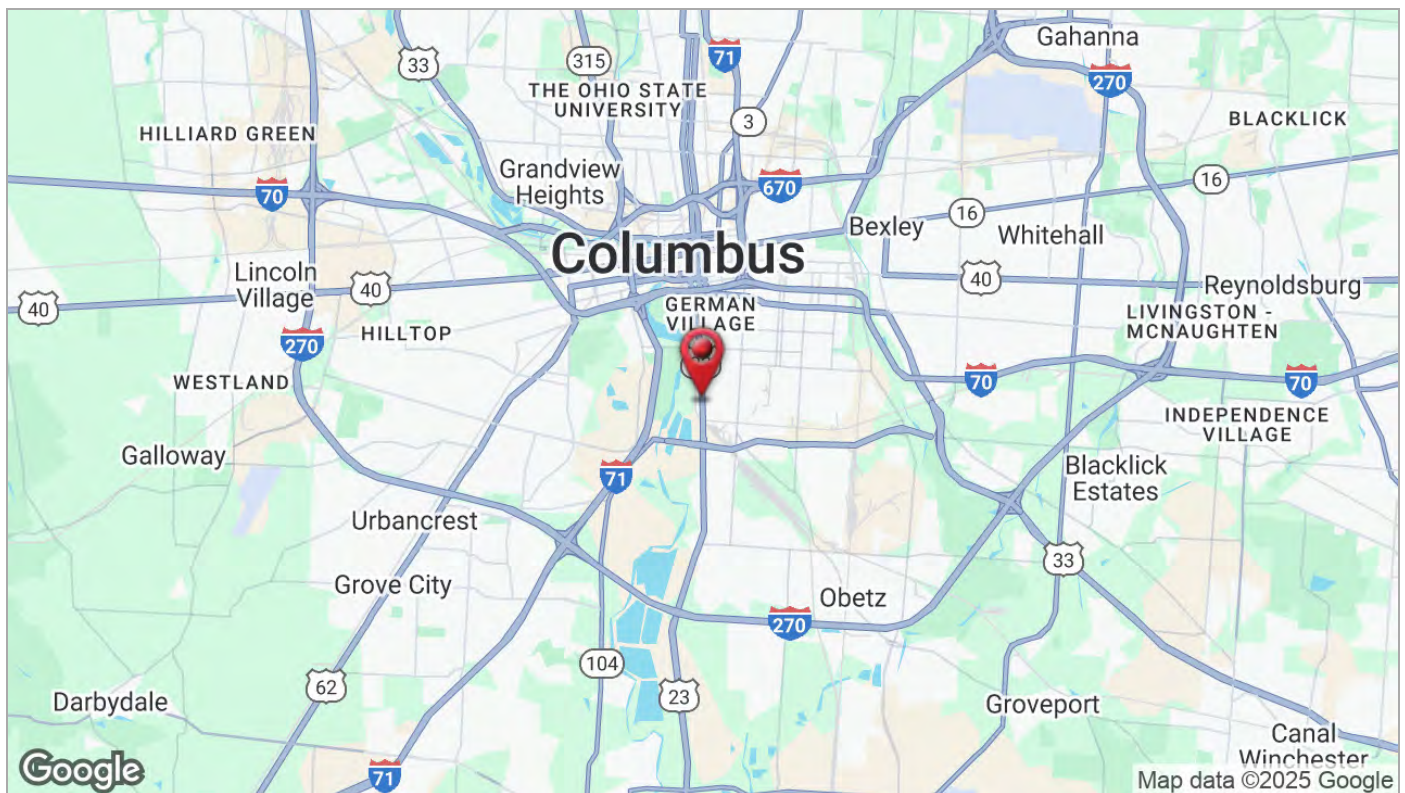 Gahanna
33
315
71
270
THE OHIO STATE
UNIVERSITY
3
BLACKLICK
HILLIARD GREEN
Grandview
Heights
70
670
16
16
Bexley
Whitehall
Columbus
Lincoln
Village
40
40
40
Reynoldsburg
GERMAN
VILLAGE
LIVINGSTON -
MCNAUGHTEN
HILLTOP
270
WESTLAND
70
70
INDEPENDENCE
VILLAGE
Galloway
71
Blacklick
Estates
Urbancrest
33
Grove City
Obetz
270
104
62
23
Darbydale
Groveport
Canal
Winchester
71
Google
Map data ©2025 Google